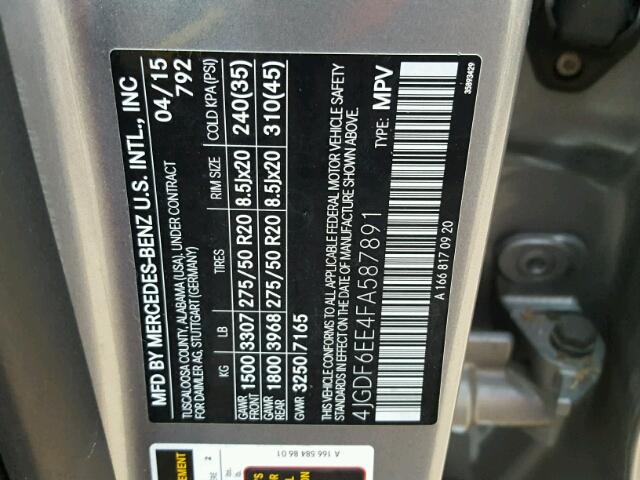 MFD BY MERCEDES-BENZ U.S. INTL., INC
TUSCALOOSA COUNTY, ALABAMA (USA). UNDER CONTRACT
FOR DAIMLER AG, STUTTGART (GERMANY)
04/15
792
KG LB TIRES RIM SIZE COLD KPA (PSI)
GAWR FRONT 1500 3307 275/50 R20 8.5Jx20 240(35)
GAWR REAR 1800 3968 275/50 R20 8.5Jx20 310(45)
GWR 3250 7165
THIS VEHICLE CONFORMS TO ALL APPLICABLE FEDERAL MOTOR VEHICLE SAFETY
STANDARDS IN EFFECT ON THE DATE OF MANUFACTURE SHOWN ABOVE.
4JGDF6EE4FA587891 TYPE: MPV
A 166 817 09 20
35893429
A 166 584 86 01